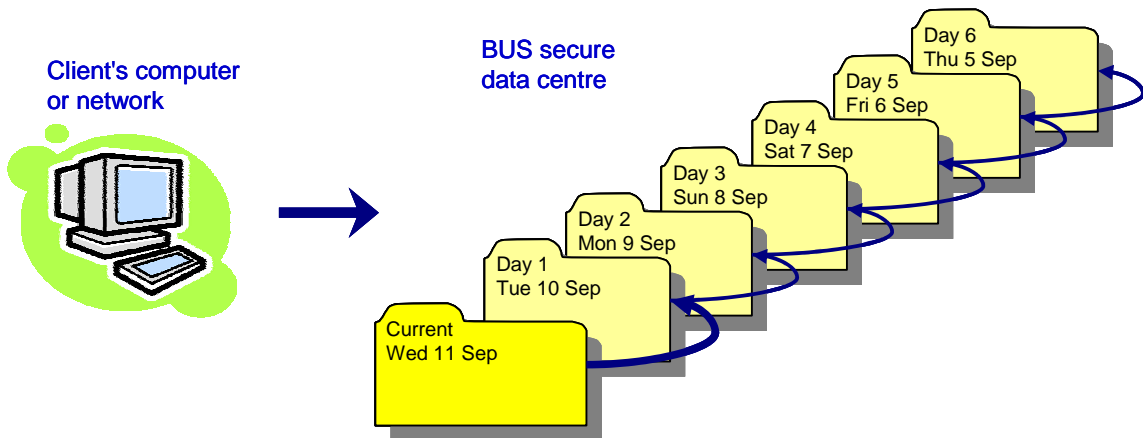 Client's computer
or network
BUS secure
data centre
Day 6
Thu 5 Sep
Day 5
Fri 6 Sep
Day 4
Sat 7 Sep
Day 3
Sun 8 Sep
Day 2
Mon 9 Sep
Day 1
Tue 10 Sep
Current
Wed 11 Sep